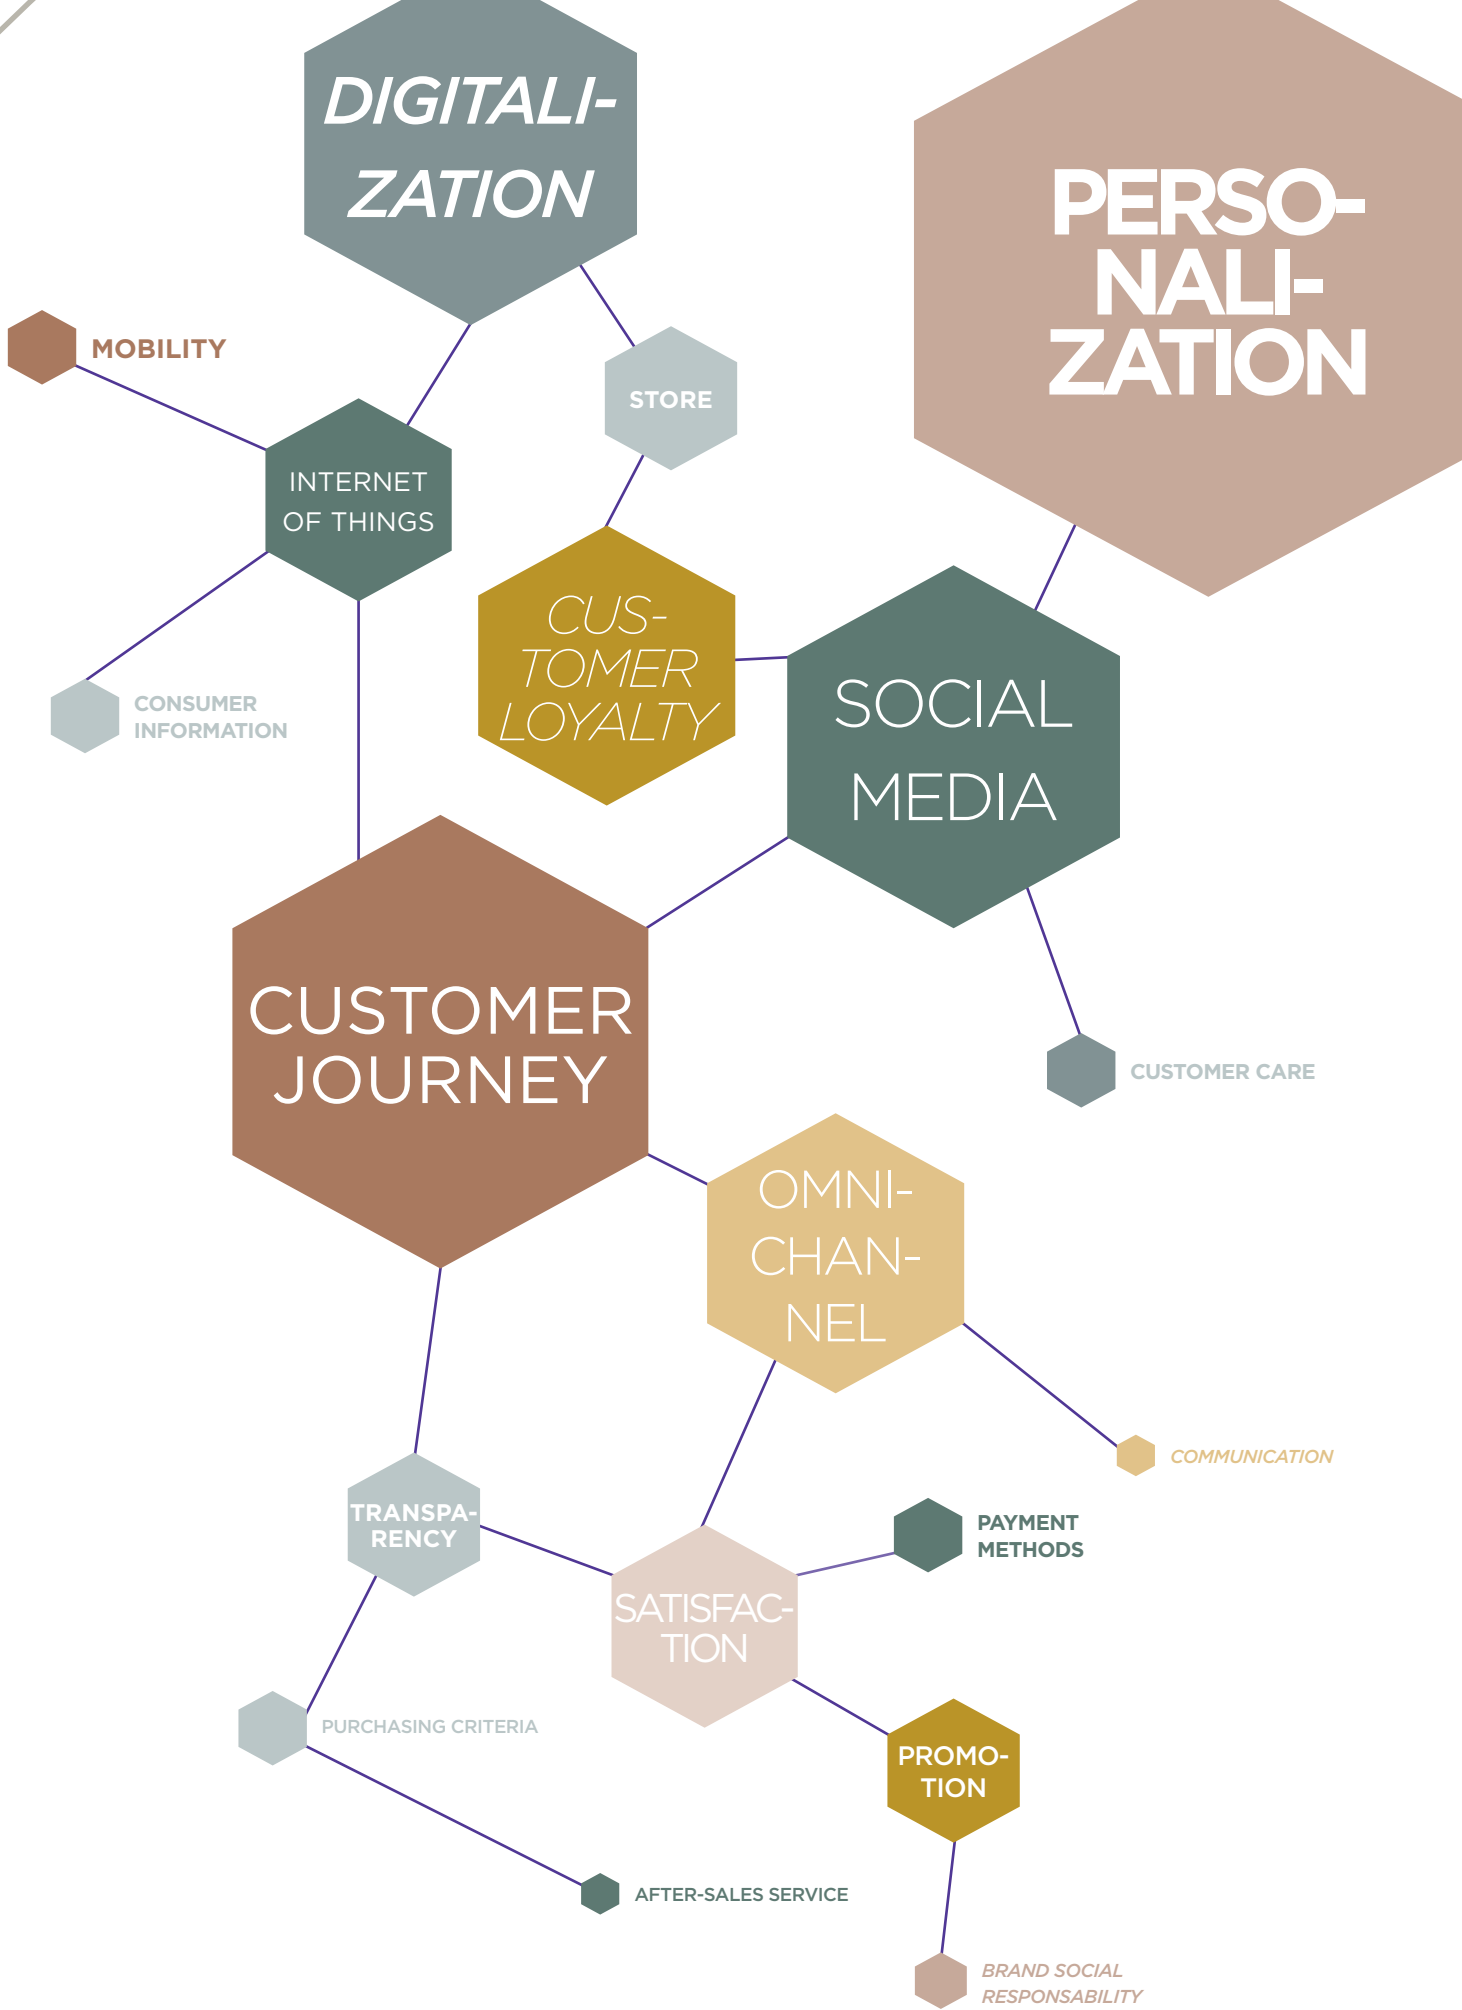 DIGITALI-
ZATION
PERSO-
NALI-
ZATION
MOBILITY
STORE
INTERNET
OF THINGS
CUS-
TOMER
LOYALTY
SOCIAL
MEDIA
CONSUMER
INFORMATION
CUSTOMER
JOURNEY
CUSTOMER CARE
OMNI-
CHAN-
NEL
COMMUNICATION
TRANSPA-
RENCY
PAYMENT
METHODS
SATISFAC-
TION
PURCHASING CRITERIA
PROMO-
TION
AFTER-SALES SERVICE
BRAND SOCIAL
RESPONSABILITY